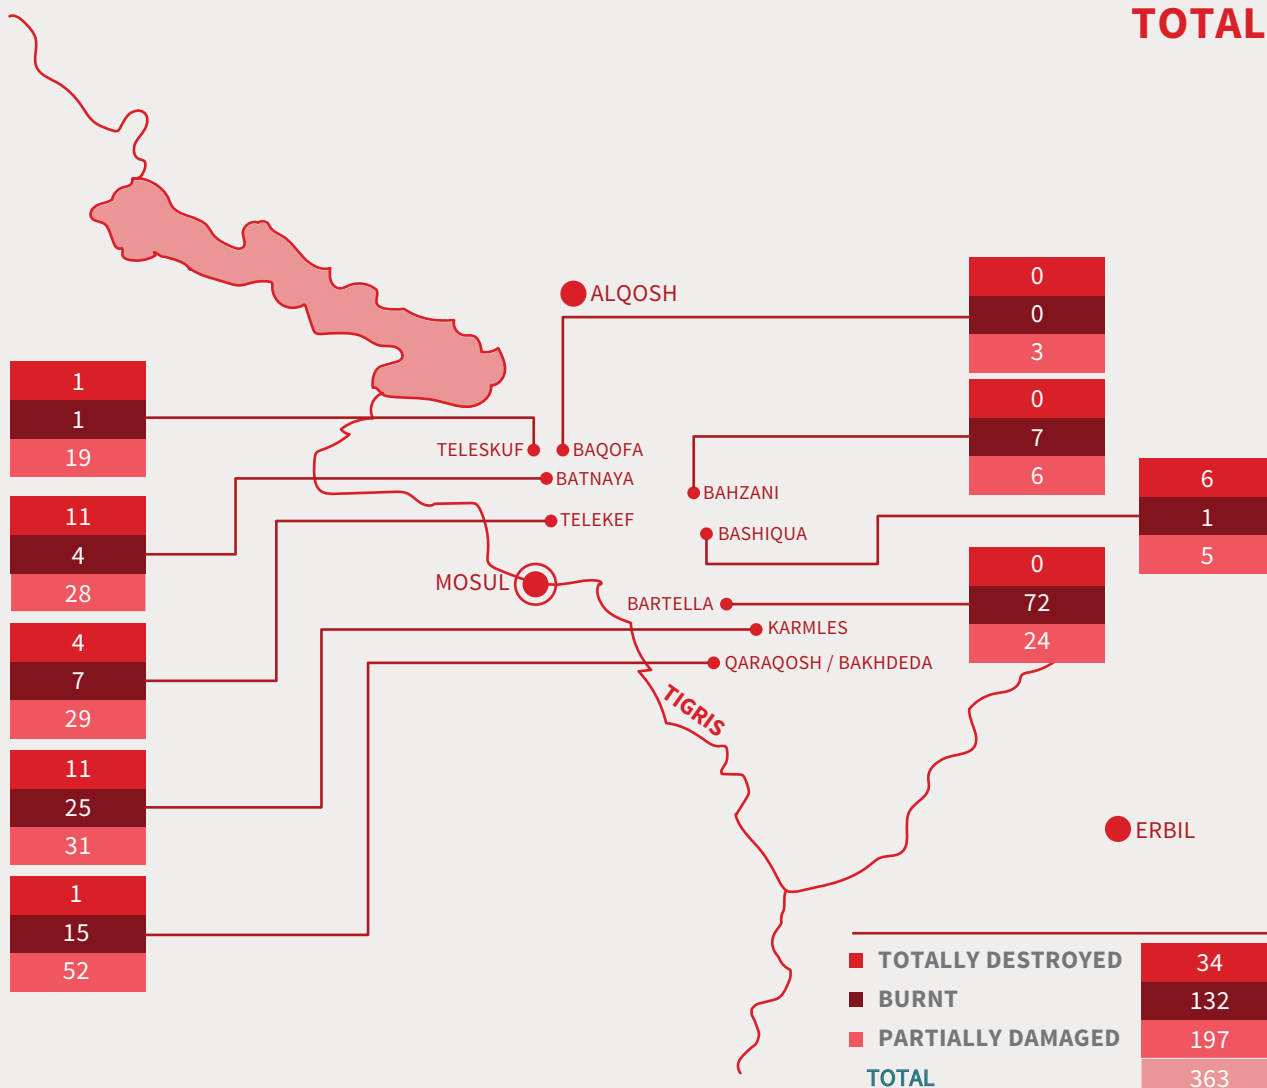 TOTAL
ALQOSH
0
0
3
1
1
19
0
7
6
TELESKUF
BAQOFA
BATNAYA
BAHZANI
6
1
5
11
4
28
TELEKEF
BASHIQUA
MOSUL
0
72
24
BARTELLA
KARMLES
QARAQOSH / BAKHDEDA
4
7
29
TIGRIS
11
25
31
ERBIL
1
15
52
TOTALLY DESTROYED 34
BURNT 132
PARTIALLY DAMAGED 197
TOTAL 363